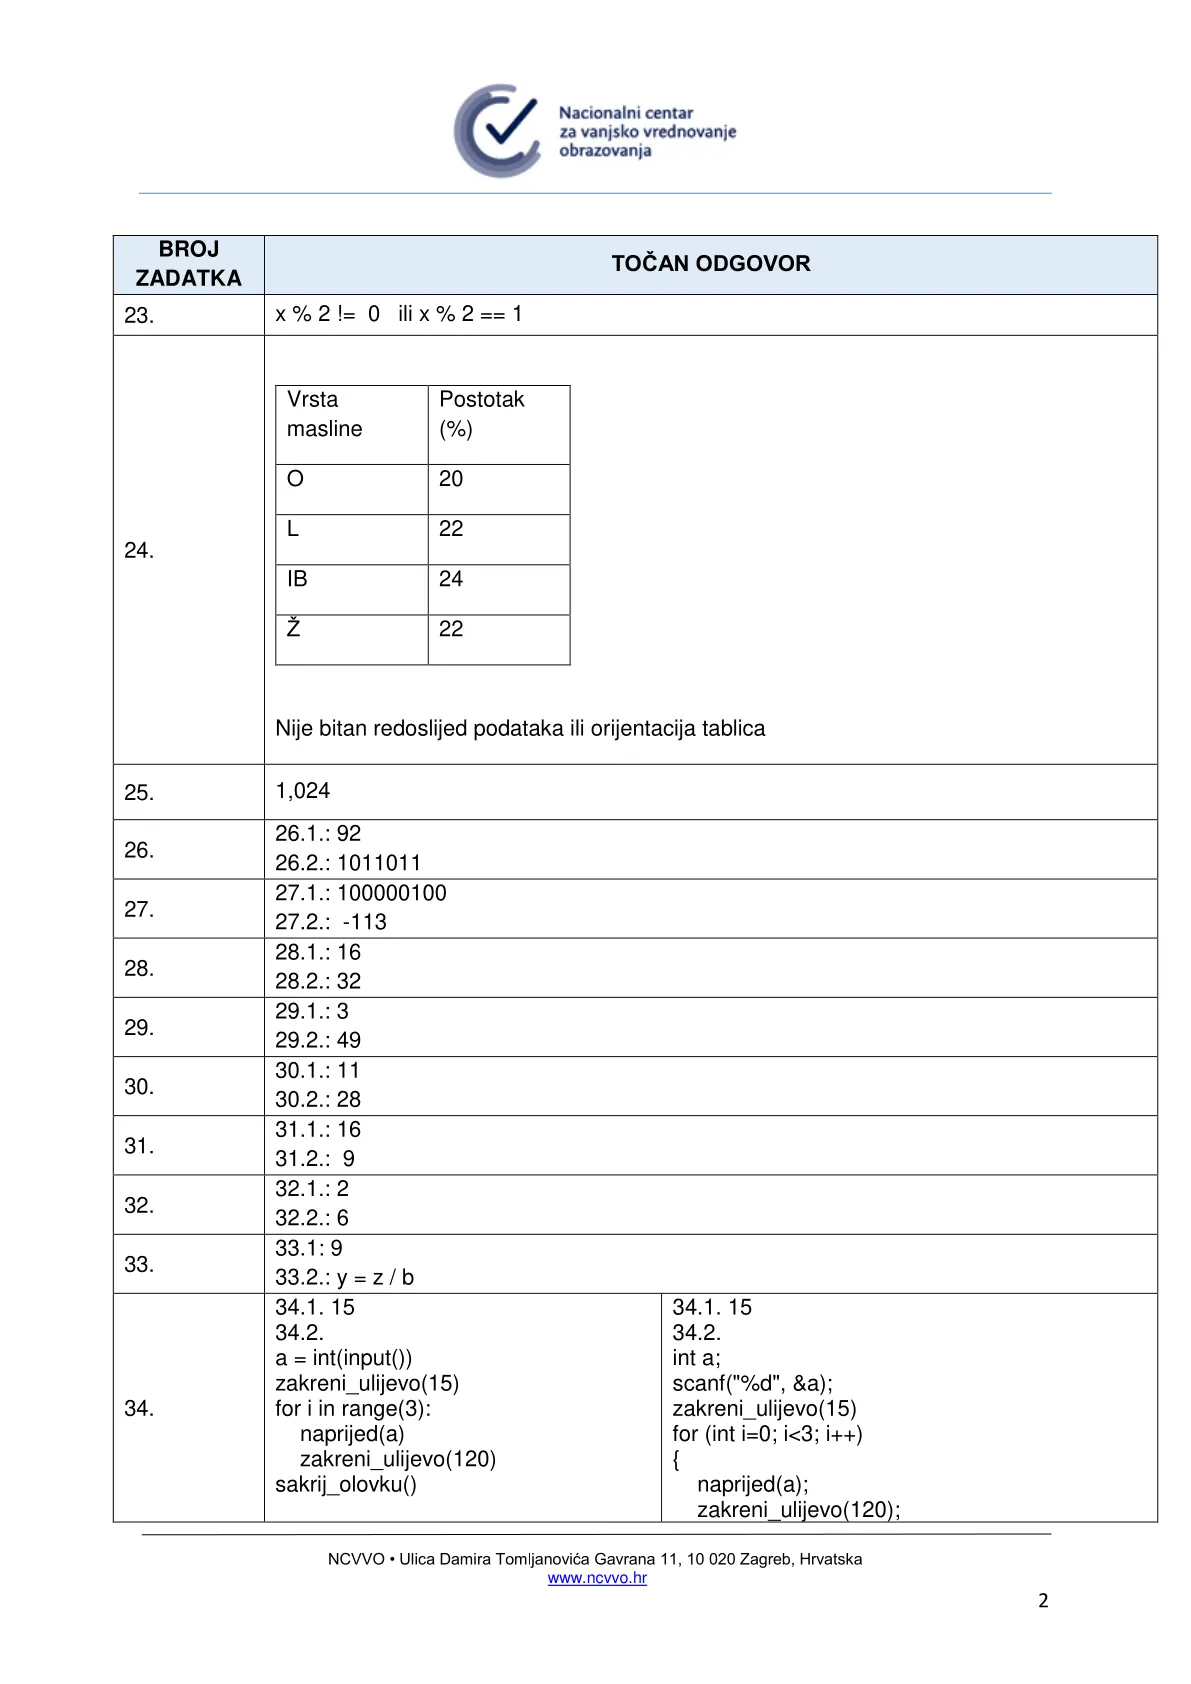 Nacionalni centar
za vanjsko vrednovanje
obrazovanja
BROJ
ZADATKA
TOČAN ODGOVOR
23.
x % 2 != 0 ili x % 2 == 1
24.
Vrsta
masline
Postotak
(%)
O
20
L
22
IB
24
Ž
22
Nije bitan redoslijed podataka ili orijentacija tablica
25.
1,024
26.
26.1.: 92
26.2.: 1011011
27.
27.1.: 100000100
27.2.: -113
28.
28.1.: 16
28.2.: 32
29.
29.1.: 3
29.2.: 49
30.
30.1.: 11
30.2.: 28
31.
31.1.: 16
31.2.: 9
32.
32.1.: 2
32.2.: 6
33.
33.1: 9
33.2.: y = z / b
34.
34.1. 15
34.2.
a = int(input())
zakreni_ulijevo(15)
for i in range(3):
naprijed(a)
zakreni_ulijevo(120)
sakrij_olovku()
34.1. 15
34.2.
int a;
scanf("%d", &a);
zakreni_ulijevo(15)
for (int i=0; i<3; i++)
{
naprijed(a);
zakreni_ulijevo(120);
NCVVO • Ulica Damira Tomljanovića Gavrana 11, 10 020 Zagreb, Hrvatska
www.ncvvo.hr
2